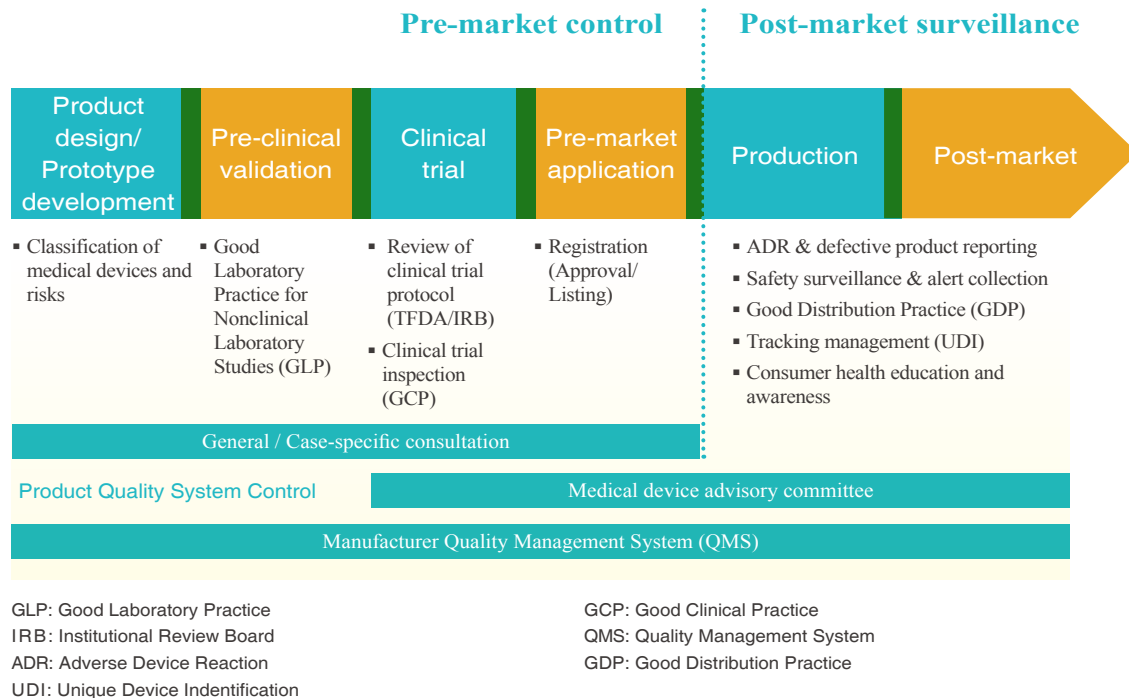 Pre-market control
Post-market surveillance
Product
design/
Prototype
development
Pre-clinical
validation
Clinical
trial
Pre-market
application
Production
Post-market
▪ Classification of
medical devices and
risks
▪ Good
Laboratory
Practice for
Nonclinical
Laboratory
Studies (GLP)
▪ Review of
clinical trial
protocol
(TFDA/IRB)
▪ Clinical trial
inspection
(GCP)
▪ Registration
(Approval/
Listing)
▪ ADR & defective product reporting
▪ Safety surveillance & alert collection
▪ Good Distribution Practice (GDP)
▪ Tracking management (UDI)
▪ Consumer health education and
awareness
General / Case-specific consultation
Product Quality System Control
Medical device advisory committee
Manufacturer Quality Management System (QMS)
GLP: Good Laboratory Practice
IRB: Institutional Review Board
ADR: Adverse Device Reaction
UDI: Unique Device Indentification
GCP: Good Clinical Practice
QMS: Quality Management System
GDP: Good Distribution Practice